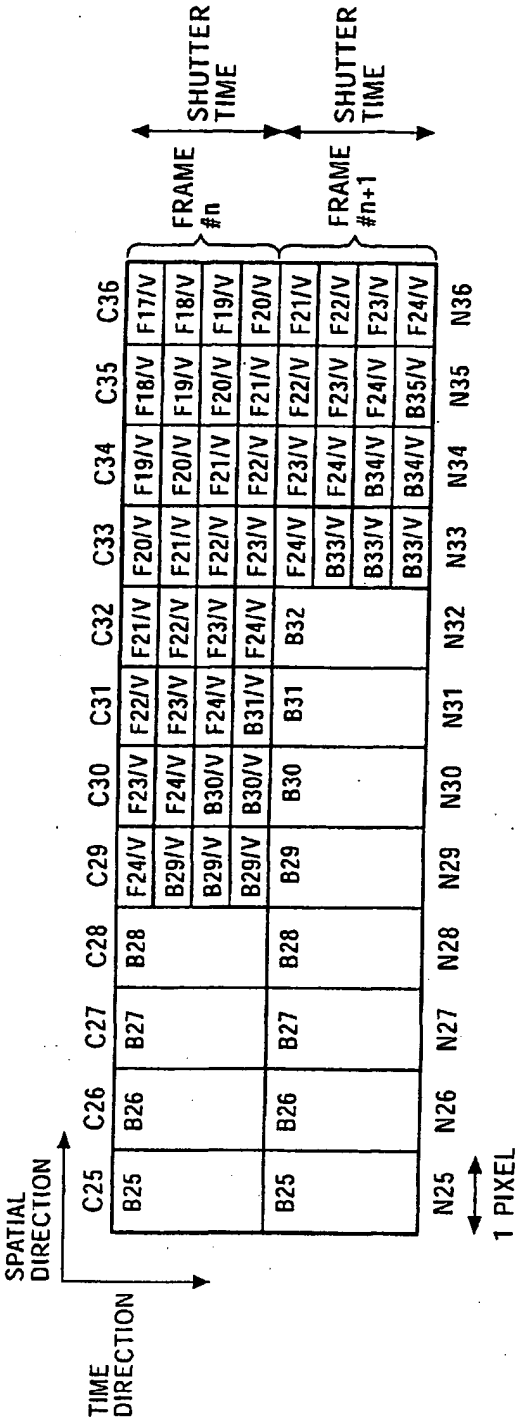 SPATIAL DIRECTION
TIME DIRECTION
C25 C26 C27 C28 C29 C30 C31 C32 C33 C34 C35 C36
B25 B26 B27 B28 F24/V F23/V F22/V F21/V F20/V F19/V F18/V F17/V
B29/V F24/V F23/V F22/V F21/V F20/V F19/V F18/V
B29/V B30/V F24/V F23/V F22/V F21/V F20/V F19/V
B29/V B30/V B31/V F24/V F23/V F22/V F21/V F20/V
FRAME #n
SHUTTER TIME
B25 B26 B27 B28 B29 B30 B31 B32 F24/V F23/V F22/V F21/V
B33/V F24/V F23/V F22/V
B33/V B34/V F24/V F23/V
B33/V B34/V B35/V F24/V
FRAME #n+1
SHUTTER TIME
N25 N26 N27 N28 N29 N30 N31 N32 N33 N34 N35 N36
1 PIXEL